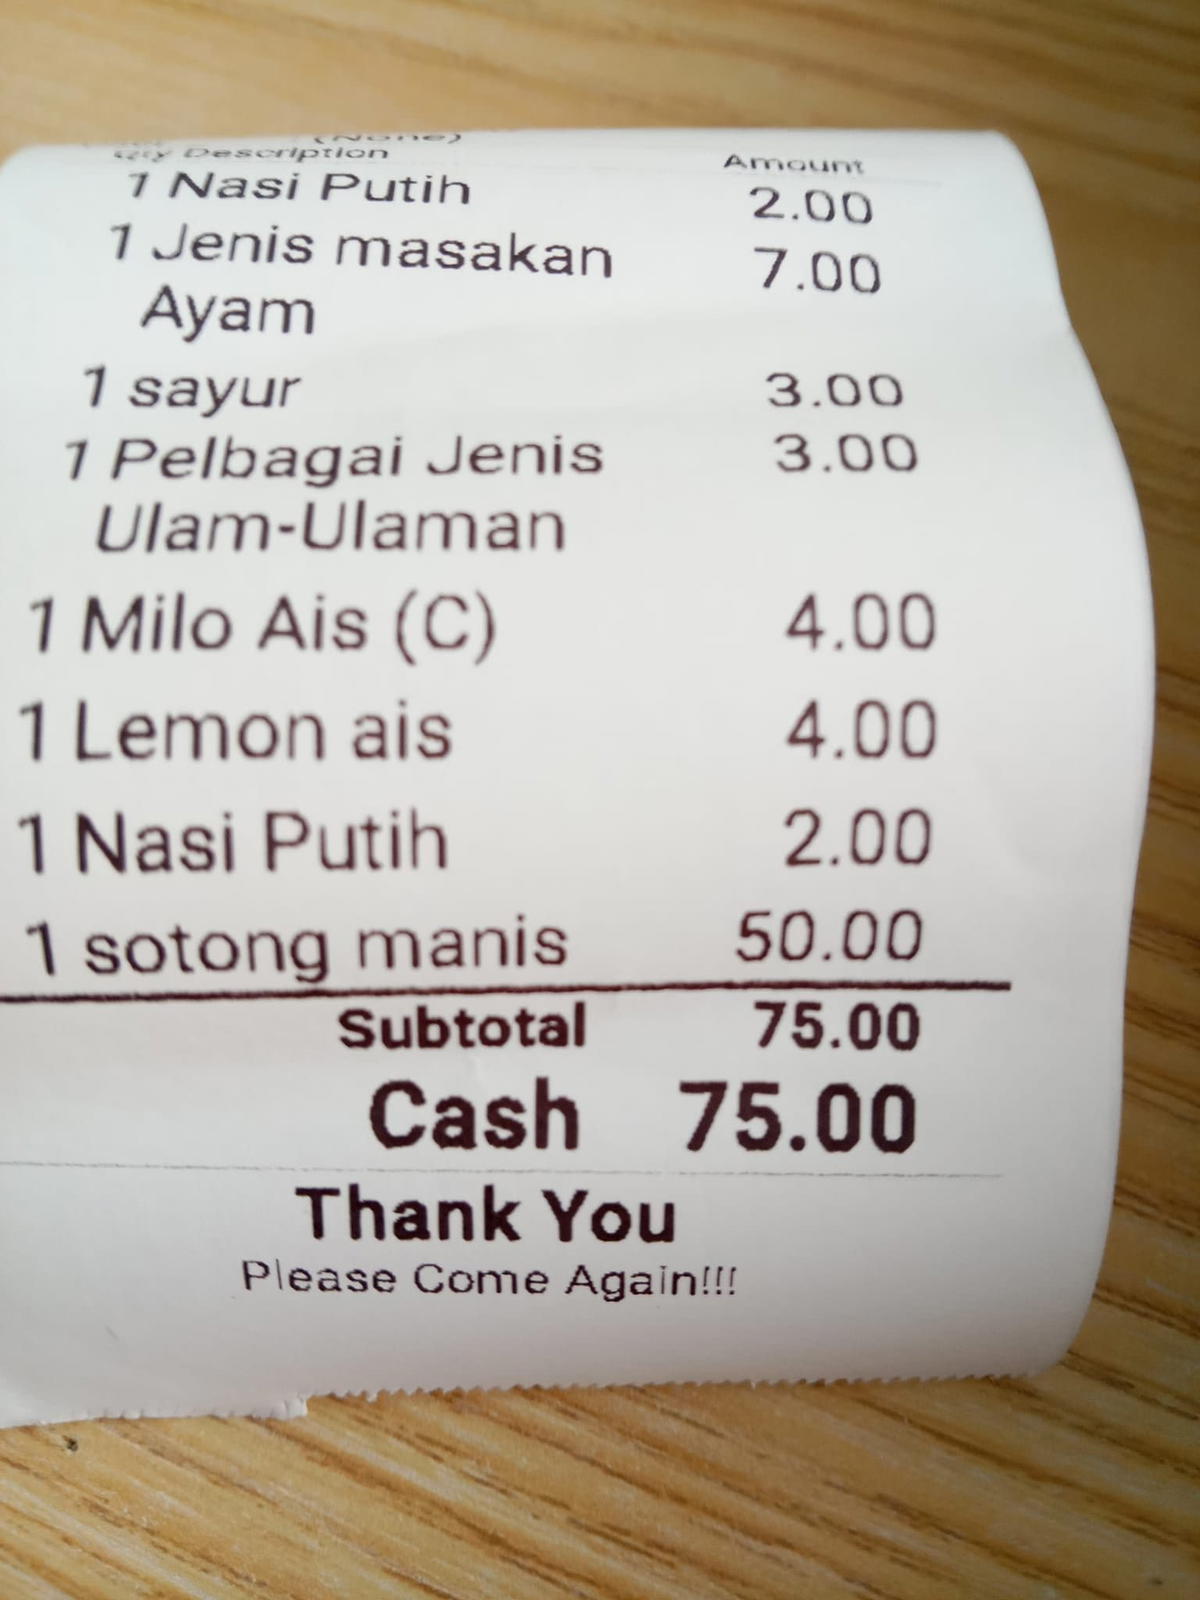 (None)
Qty Description Amount
1 Nasi Putih 2.00
1 Jenis masakan 7.00
Ayam
1 sayur 3.00
1 Pelbagai Jenis 3.00
Ulam-Ulaman
1 Milo Ais (C) 4.00
1 Lemon ais 4.00
1 Nasi Putih 2.00
1 sotong manis 50.00
Subtotal 75.00
Cash 75.00
Thank You
Please Come Again!!!